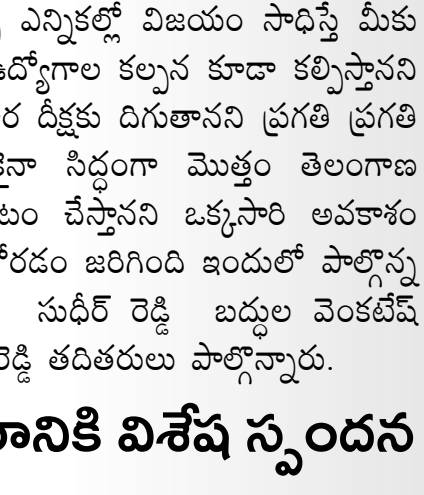 ఎన్నికల్లో విజయం సాధిస్తే మీకు
ఉద్యోగాల కల్పన కూడా కల్పిస్తానని
దీక్షకు దిగుతానని ప్రగతి ప్రగతి
సిద్ధంగా మొత్తం తెలంగాణ
చేస్తానని ఒక్కసారి అవకాశం
జరిగింది ఇందులో పాల్గొన్న
సుధీర్ రెడ్డి బద్ధుల వెంకటేష్
రెడ్డి తదితరులు పాల్గొన్నారు.
విశేష స్పందన